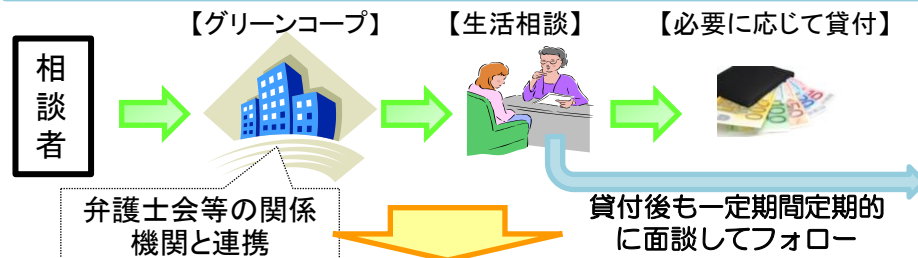 【グリーンコープ】
【生活相談】
【必要に応じて貸付】
相
談
者
弁護士会等の関係
機関と連携
貸付後も一定期間定期的
に面談してフォロー